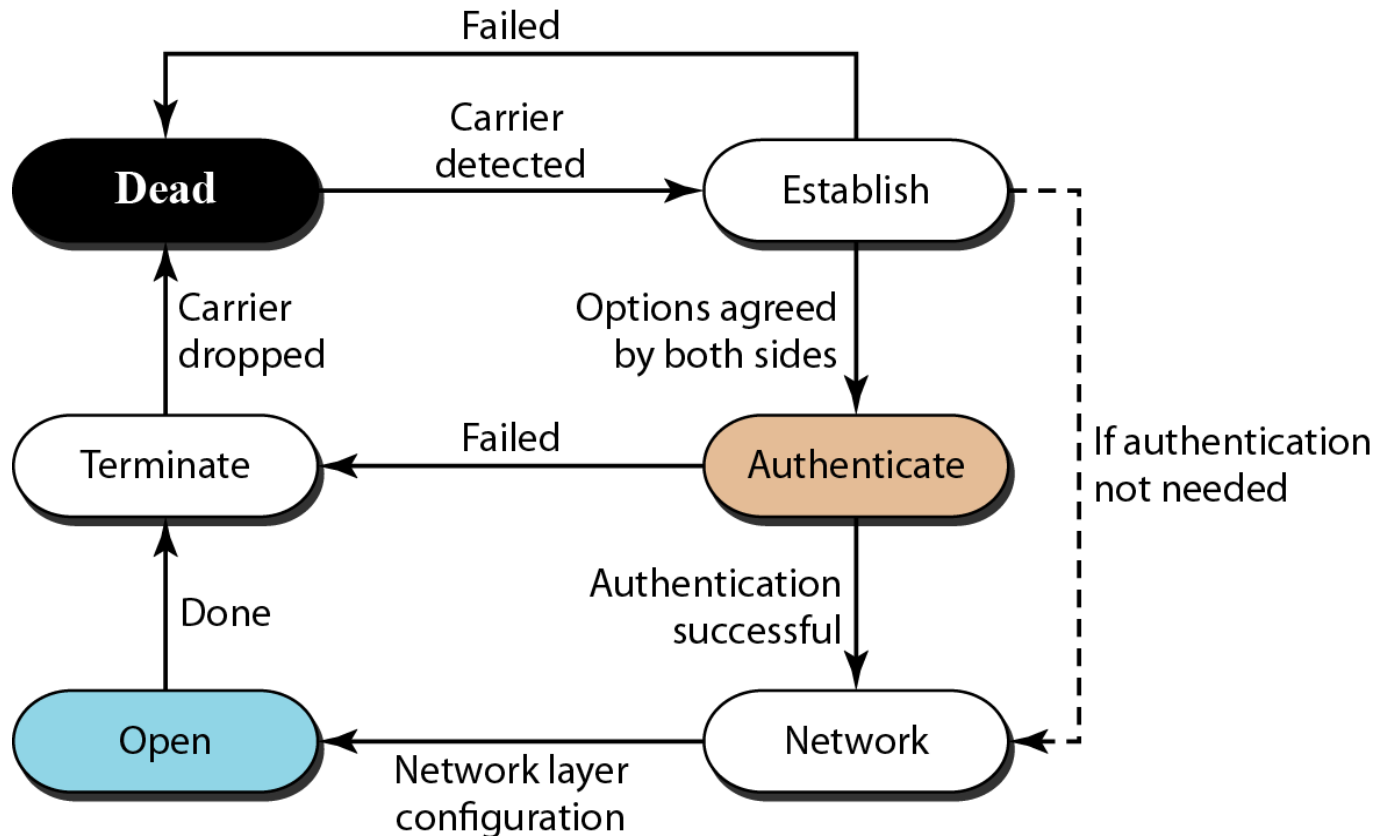 Failed
Carrier
detected
Dead
Establish
Carrier
dropped
Options agreed
by both sides
If authentication
not needed
Terminate
Failed
Authenticate
Done
Authentication
successful
Open
Network layer
configuration
Network